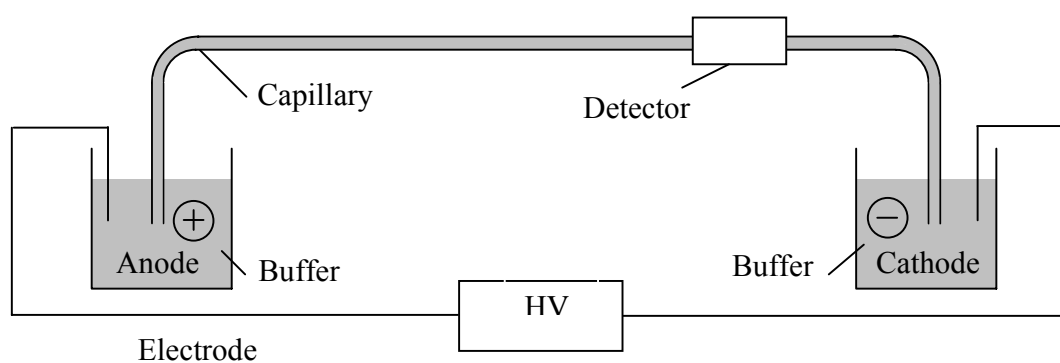 Capillary
Detector
+
−
Anode
Buffer
Buffer
Cathode
HV
Electrode